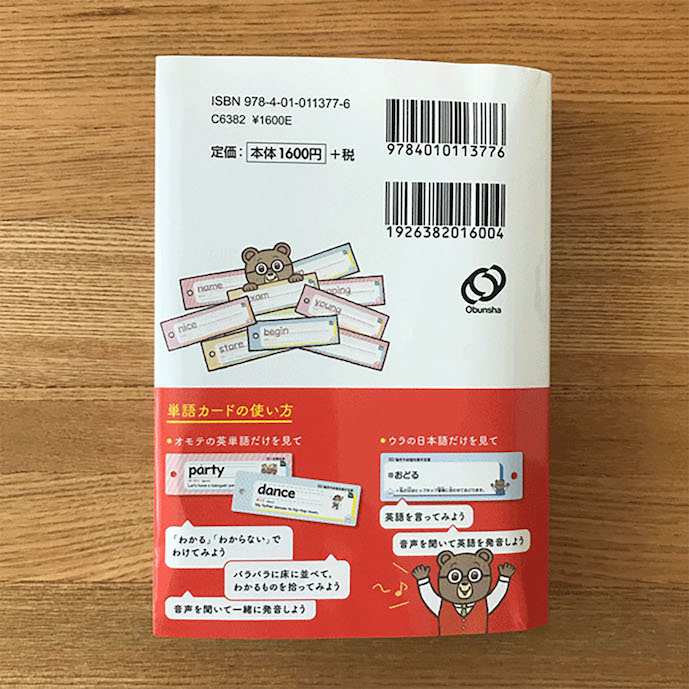 ISBN 978-4-01-011377-6
C6382 ¥1600E
定価：本体1600円＋税
9784010113776
1926382016004
Obunsha
name
exam
young
nice
begin
store
単語カードの使い方
●オモテの英単語だけを見て
party
dance
「わかる」「わからない」で
わけてみよう
バラバラに床に並べて，
わかるものを拾ってみよう
音声を聞いて一緒に発音しよう
●ウラの日本語だけを見て
おどる
英語を言ってみよう
音声を聞いて英語を発音しよう